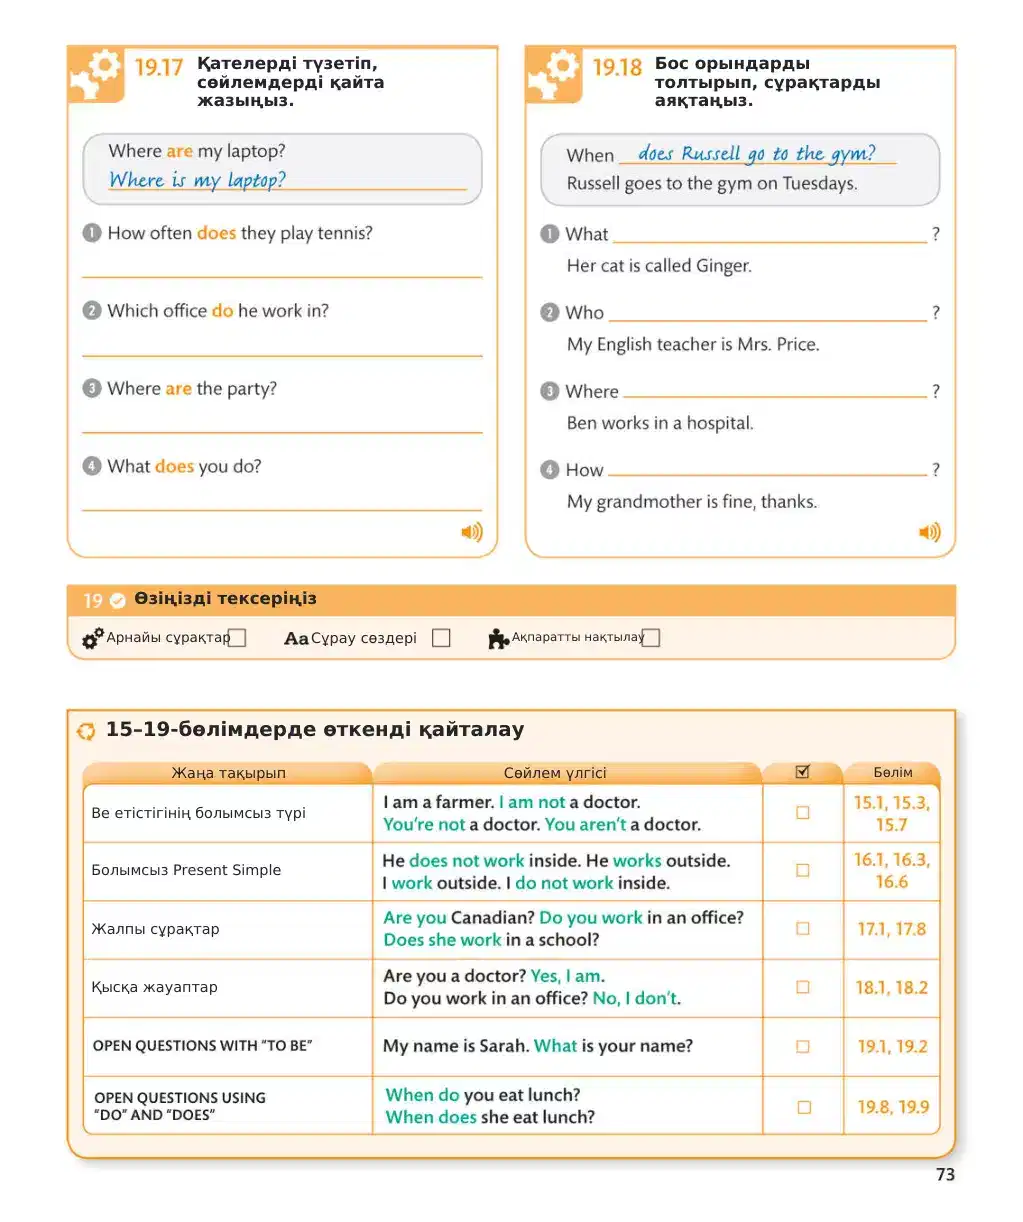 19.17 Қателерді түзетіп,
сөйлемдерді қайта
жазыңыз.
Where are my laptop?
Where is my laptop?
1 How often does they play tennis?
2 Which office do he work in?
3 Where are the party?
4 What does you do?
19.18 Бос орындарды
толтырып, сұрақтарды
аяқтаңыз.
When does Russell go to the gym?
Russell goes to the gym on Tuesdays.
1 What ?
Her cat is called Ginger.
2 Who ?
My English teacher is Mrs. Price.
3 Where ?
Ben works in a hospital.
4 How ?
My grandmother is fine, thanks.
19 Өзіңізді тексеріңіз
Арнайы сұрақтар Aa Сұрау сөздері Ақпаратты нақтылау
15–19-бөлімдерде өткенді қайталау
Жаңа тақырып Сөйлем үлгісі Бөлім
Be етістігінің болымсыз түрі
I am a farmer. I am not a doctor.
You're not a doctor. You aren't a doctor.
15.1, 15.3,
15.7
Болымсыз Present Simple
He does not work inside. He works outside.
I work outside. I do not work inside.
16.1, 16.3,
16.6
Жалпы сұрақтар
Are you Canadian? Do you work in an office?
Does she work in a school?
17.1, 17.8
Қысқа жауаптар
Are you a doctor? Yes, I am.
Do you work in an office? No, I don't.
18.1, 18.2
OPEN QUESTIONS WITH "TO BE"
My name is Sarah. What is your name?
19.1, 19.2
OPEN QUESTIONS USING
"DO" AND "DOES"
When do you eat lunch?
When does she eat lunch?
19.8, 19.9
73